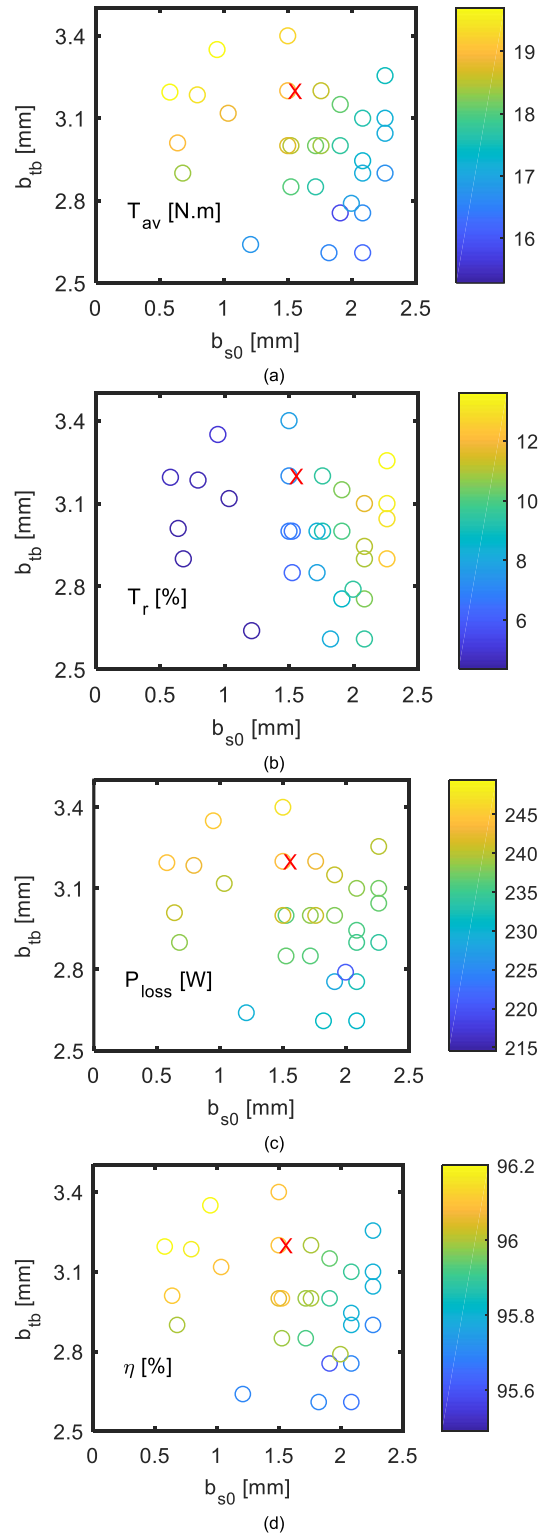 3.4
3.1
2.8
2.5
b_tb [mm]
T_av [N.m]
X
0 0.5 1 1.5 2 2.5
b_s0 [mm]
19
18
17
16
(a)
3.4
3.1
2.8
2.5
b_tb [mm]
T_r [%]
X
0 0.5 1 1.5 2 2.5
b_s0 [mm]
12
10
8
6
(b)
3.4
3.1
2.8
2.5
b_tb [mm]
P_loss [W]
X
0 0.5 1 1.5 2 2.5
b_s0 [mm]
245
240
235
230
225
220
215
(c)
3.4
3.1
2.8
2.5
b_tb [mm]
η [%]
X
0 0.5 1 1.5 2 2.5
b_s0 [mm]
96.2
96
95.8
95.6
(d)